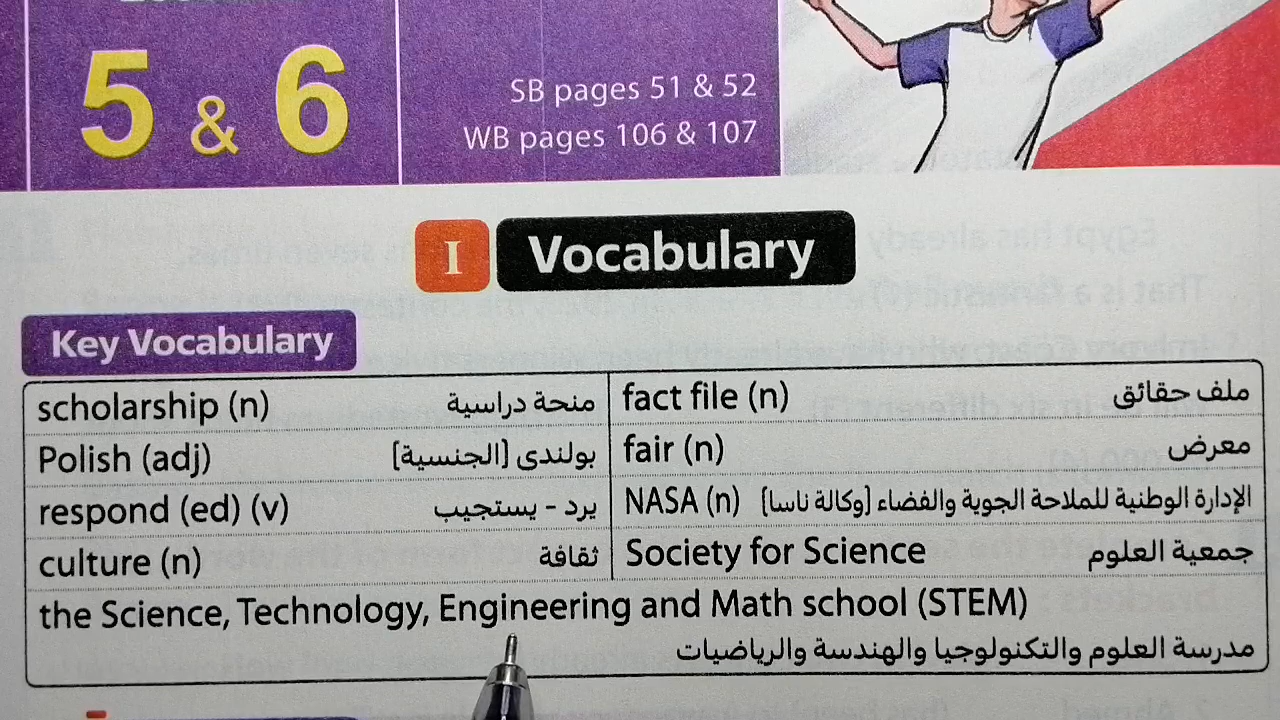 5 & 6
SB pages 51 & 52
WB pages 106 & 107
I Vocabulary
Key Vocabulary
scholarship (n) منحة دراسية
fact file (n) ملف حقائق
Polish (adj) بولندى [الجنسية]
fair (n) معرض
respond (ed) (v) يرد - يستجيب
NASA (n) الإدارة الوطنية للملاحة الجوية والفضاء [وكالة ناسا]
culture (n) ثقافة
Society for Science جمعية العلوم
the Science, Technology, Engineering and Math school (STEM)
مدرسة العلوم والتكنولوجيا والهندسة والرياضيات